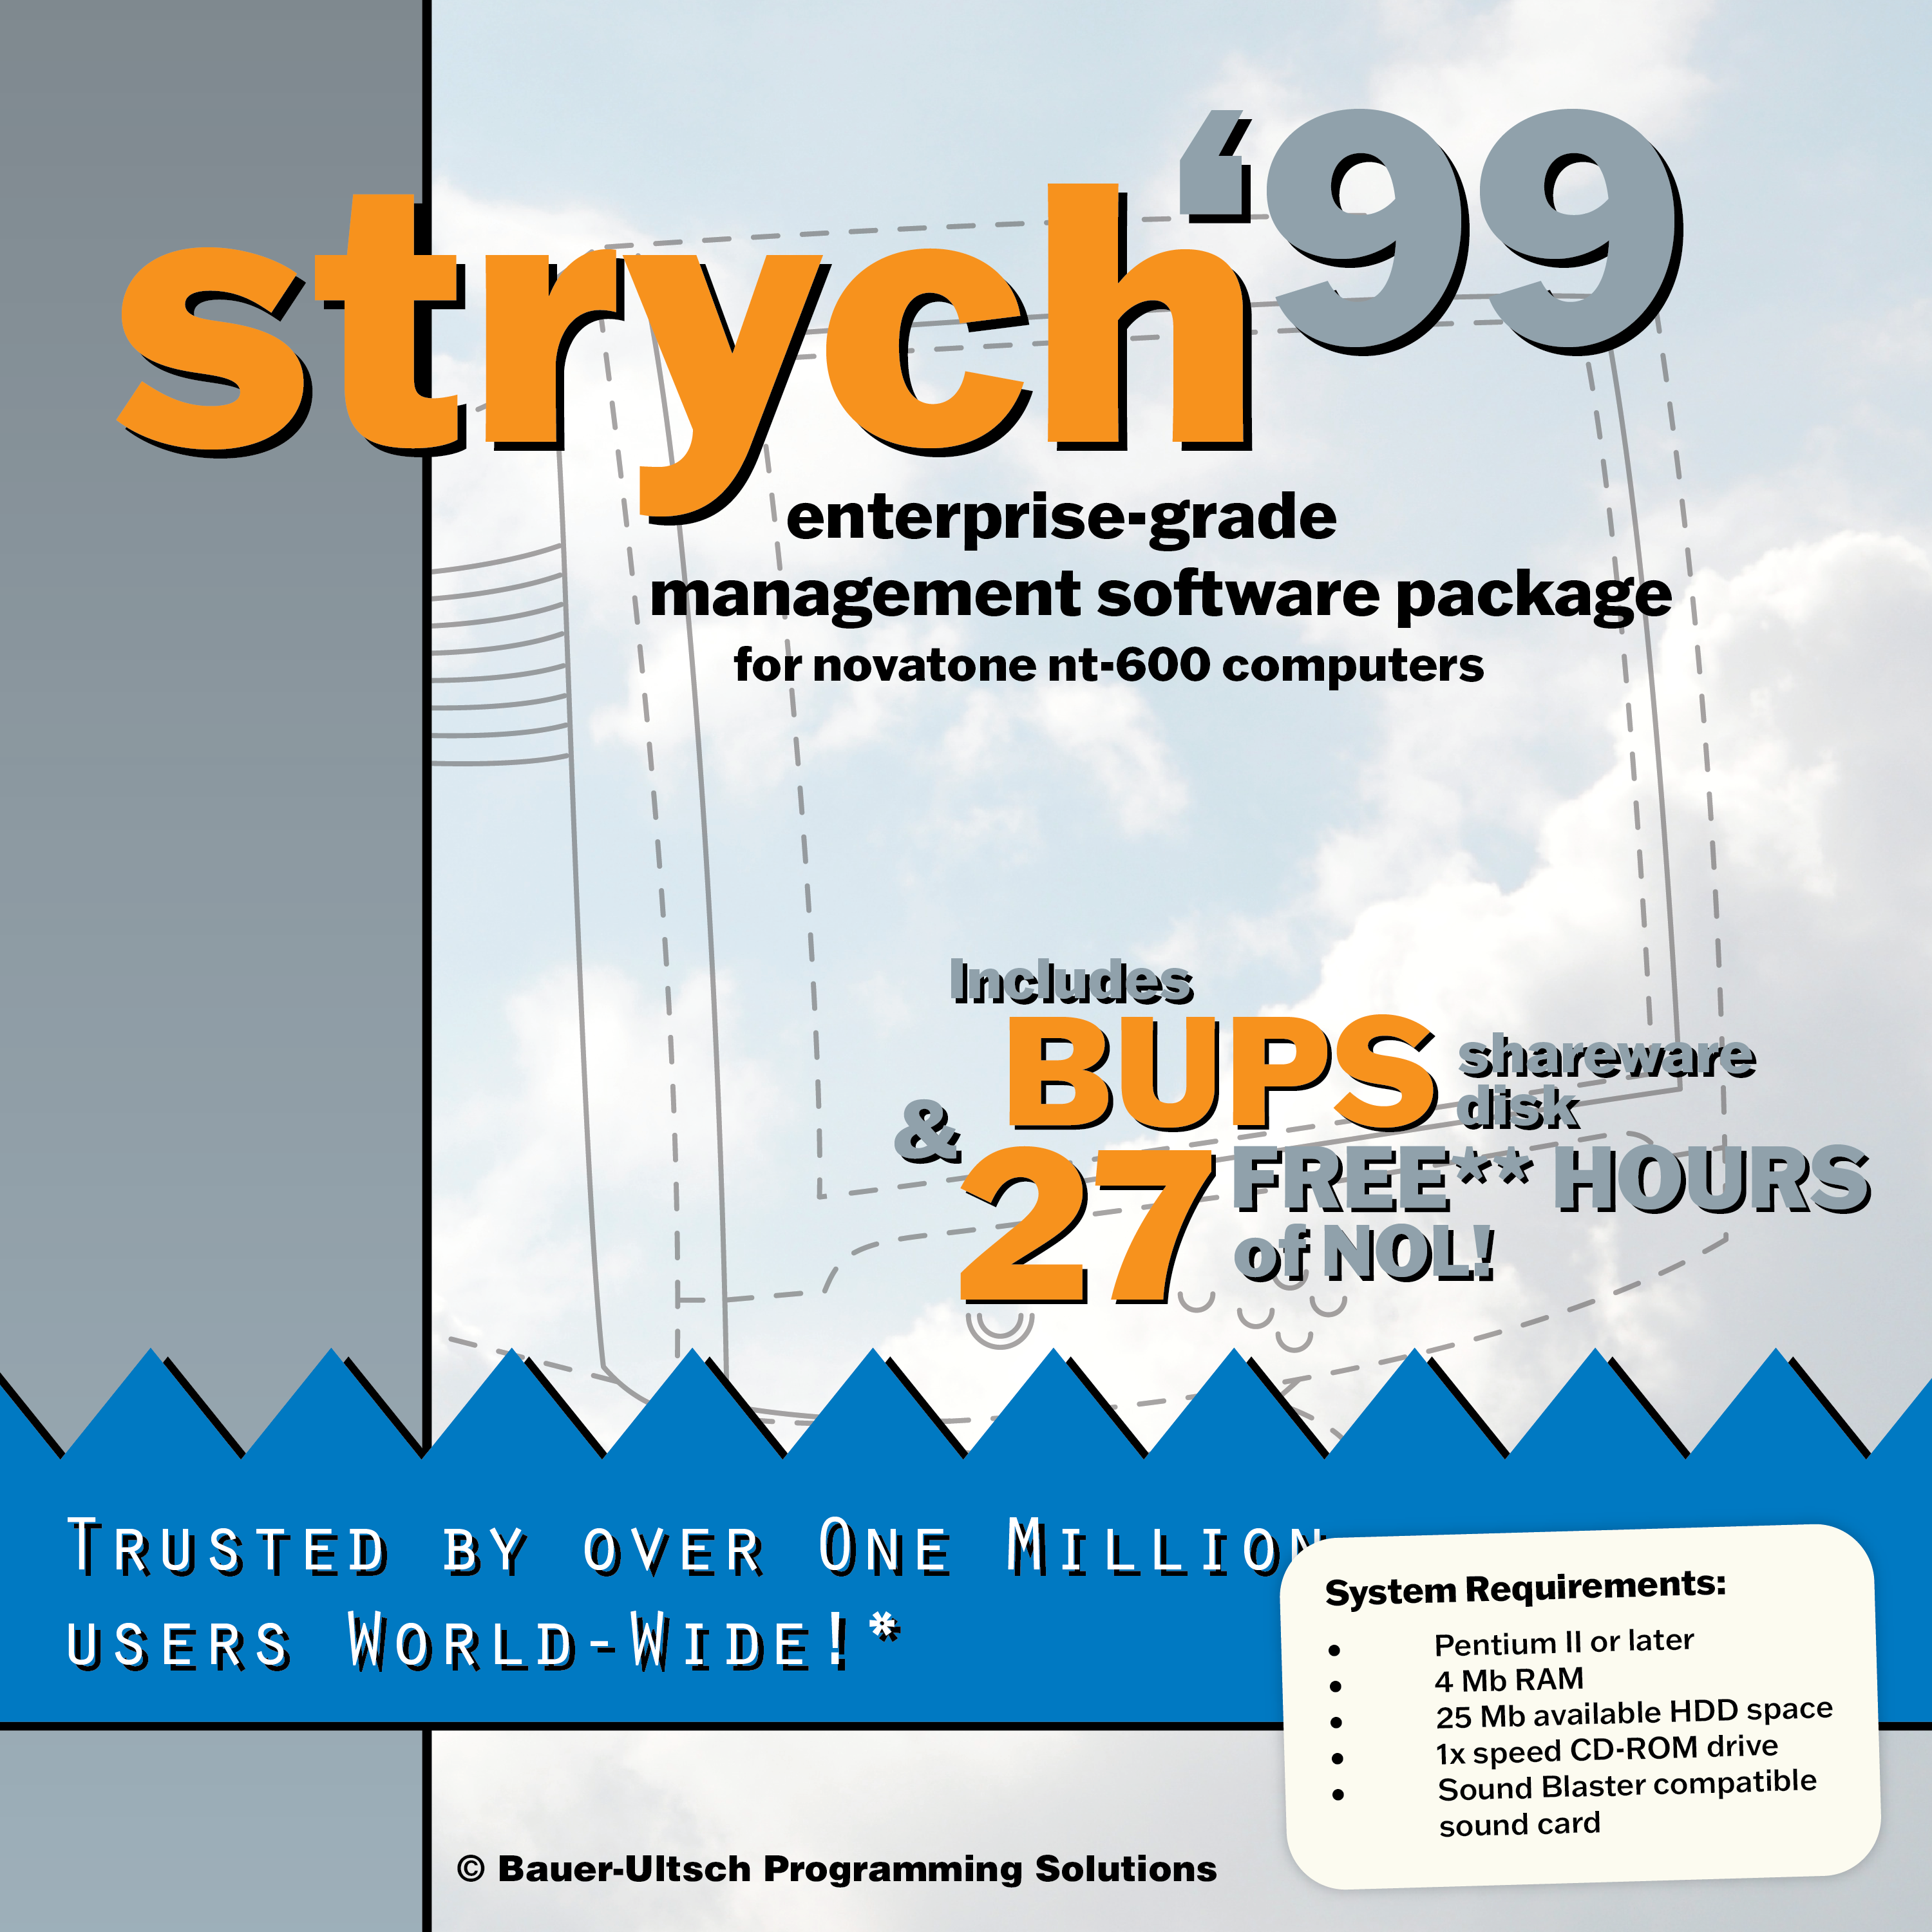 strych‘99
enterprise-grade
management software package
for novatone nt-600 computers
Includes
BUPS shareware
disk
& 27 FREE** HOURS
of NOL!
Trusted by over One Million
users World-Wide!*
System Requirements:
• Pentium II or later
• 4 Mb RAM
• 25 Mb available HDD space
• 1x speed CD-ROM drive
• Sound Blaster compatible
sound card
© Bauer-Ultsch Programming Solutions